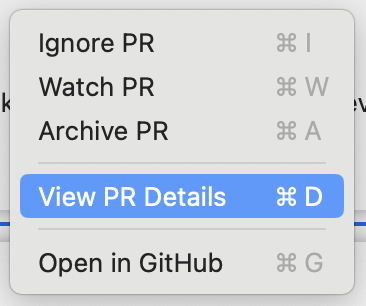 Ignore PR ⌘ I
Watch PR ⌘ W
Archive PR ⌘ A
View PR Details ⌘ D
Open in GitHub ⌘ G